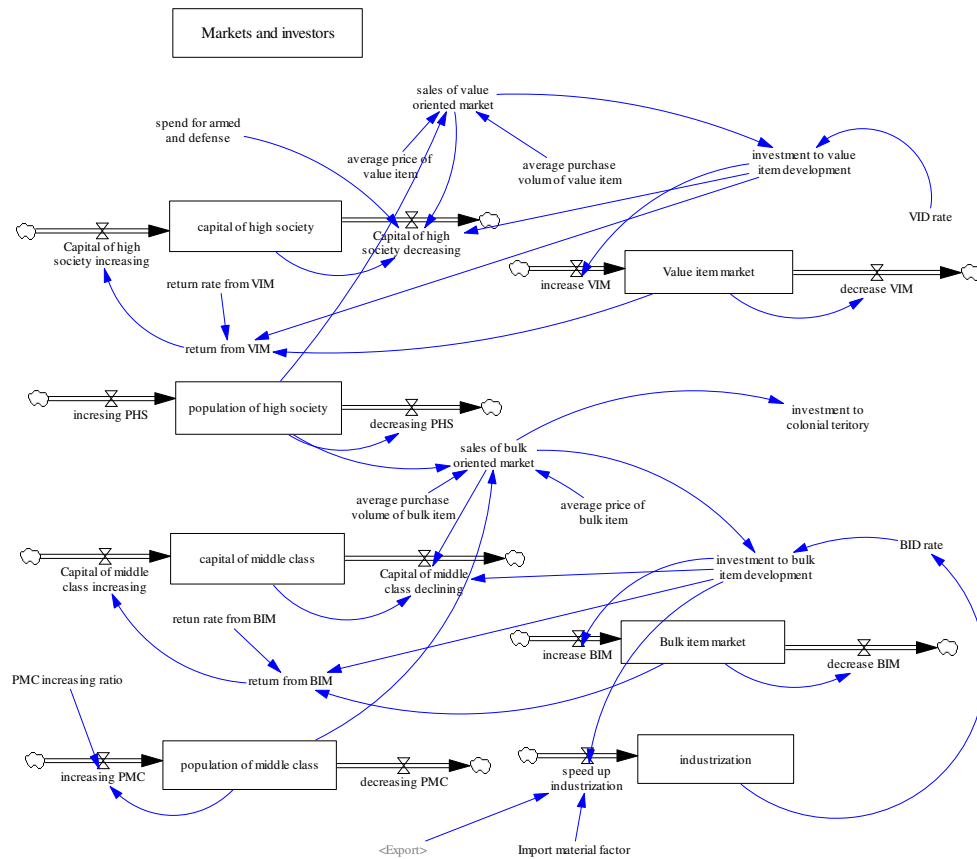 Markets and investors
sales of value
oriented market
spend for armed
and defense
average price of
value item
average purchase
volum of value item
investment to value
item development
VID rate
capital of high society
Capital of high
society increasing
Capital of high
society decreasing
return rate from VIM
increase VIM
Value item market
decrease VIM
return from VIM
incresing PHS
population of high society
decreasing PHS
investment to
colonial teritory
sales of bulk
oriented market
average purchase
volume of bulk item
average price of
bulk item
capital of middle class
Capital of middle
class increasing
Capital of middle
class declining
investment to bulk
item development
BID rate
retun rate from BIM
increase BIM
Bulk item market
decrease BIM
return from BIM
PMC increasing ratio
increasing PMC
population of middle class
decreasing PMC
speed up
industrization
industrization
<Export>
Import material factor